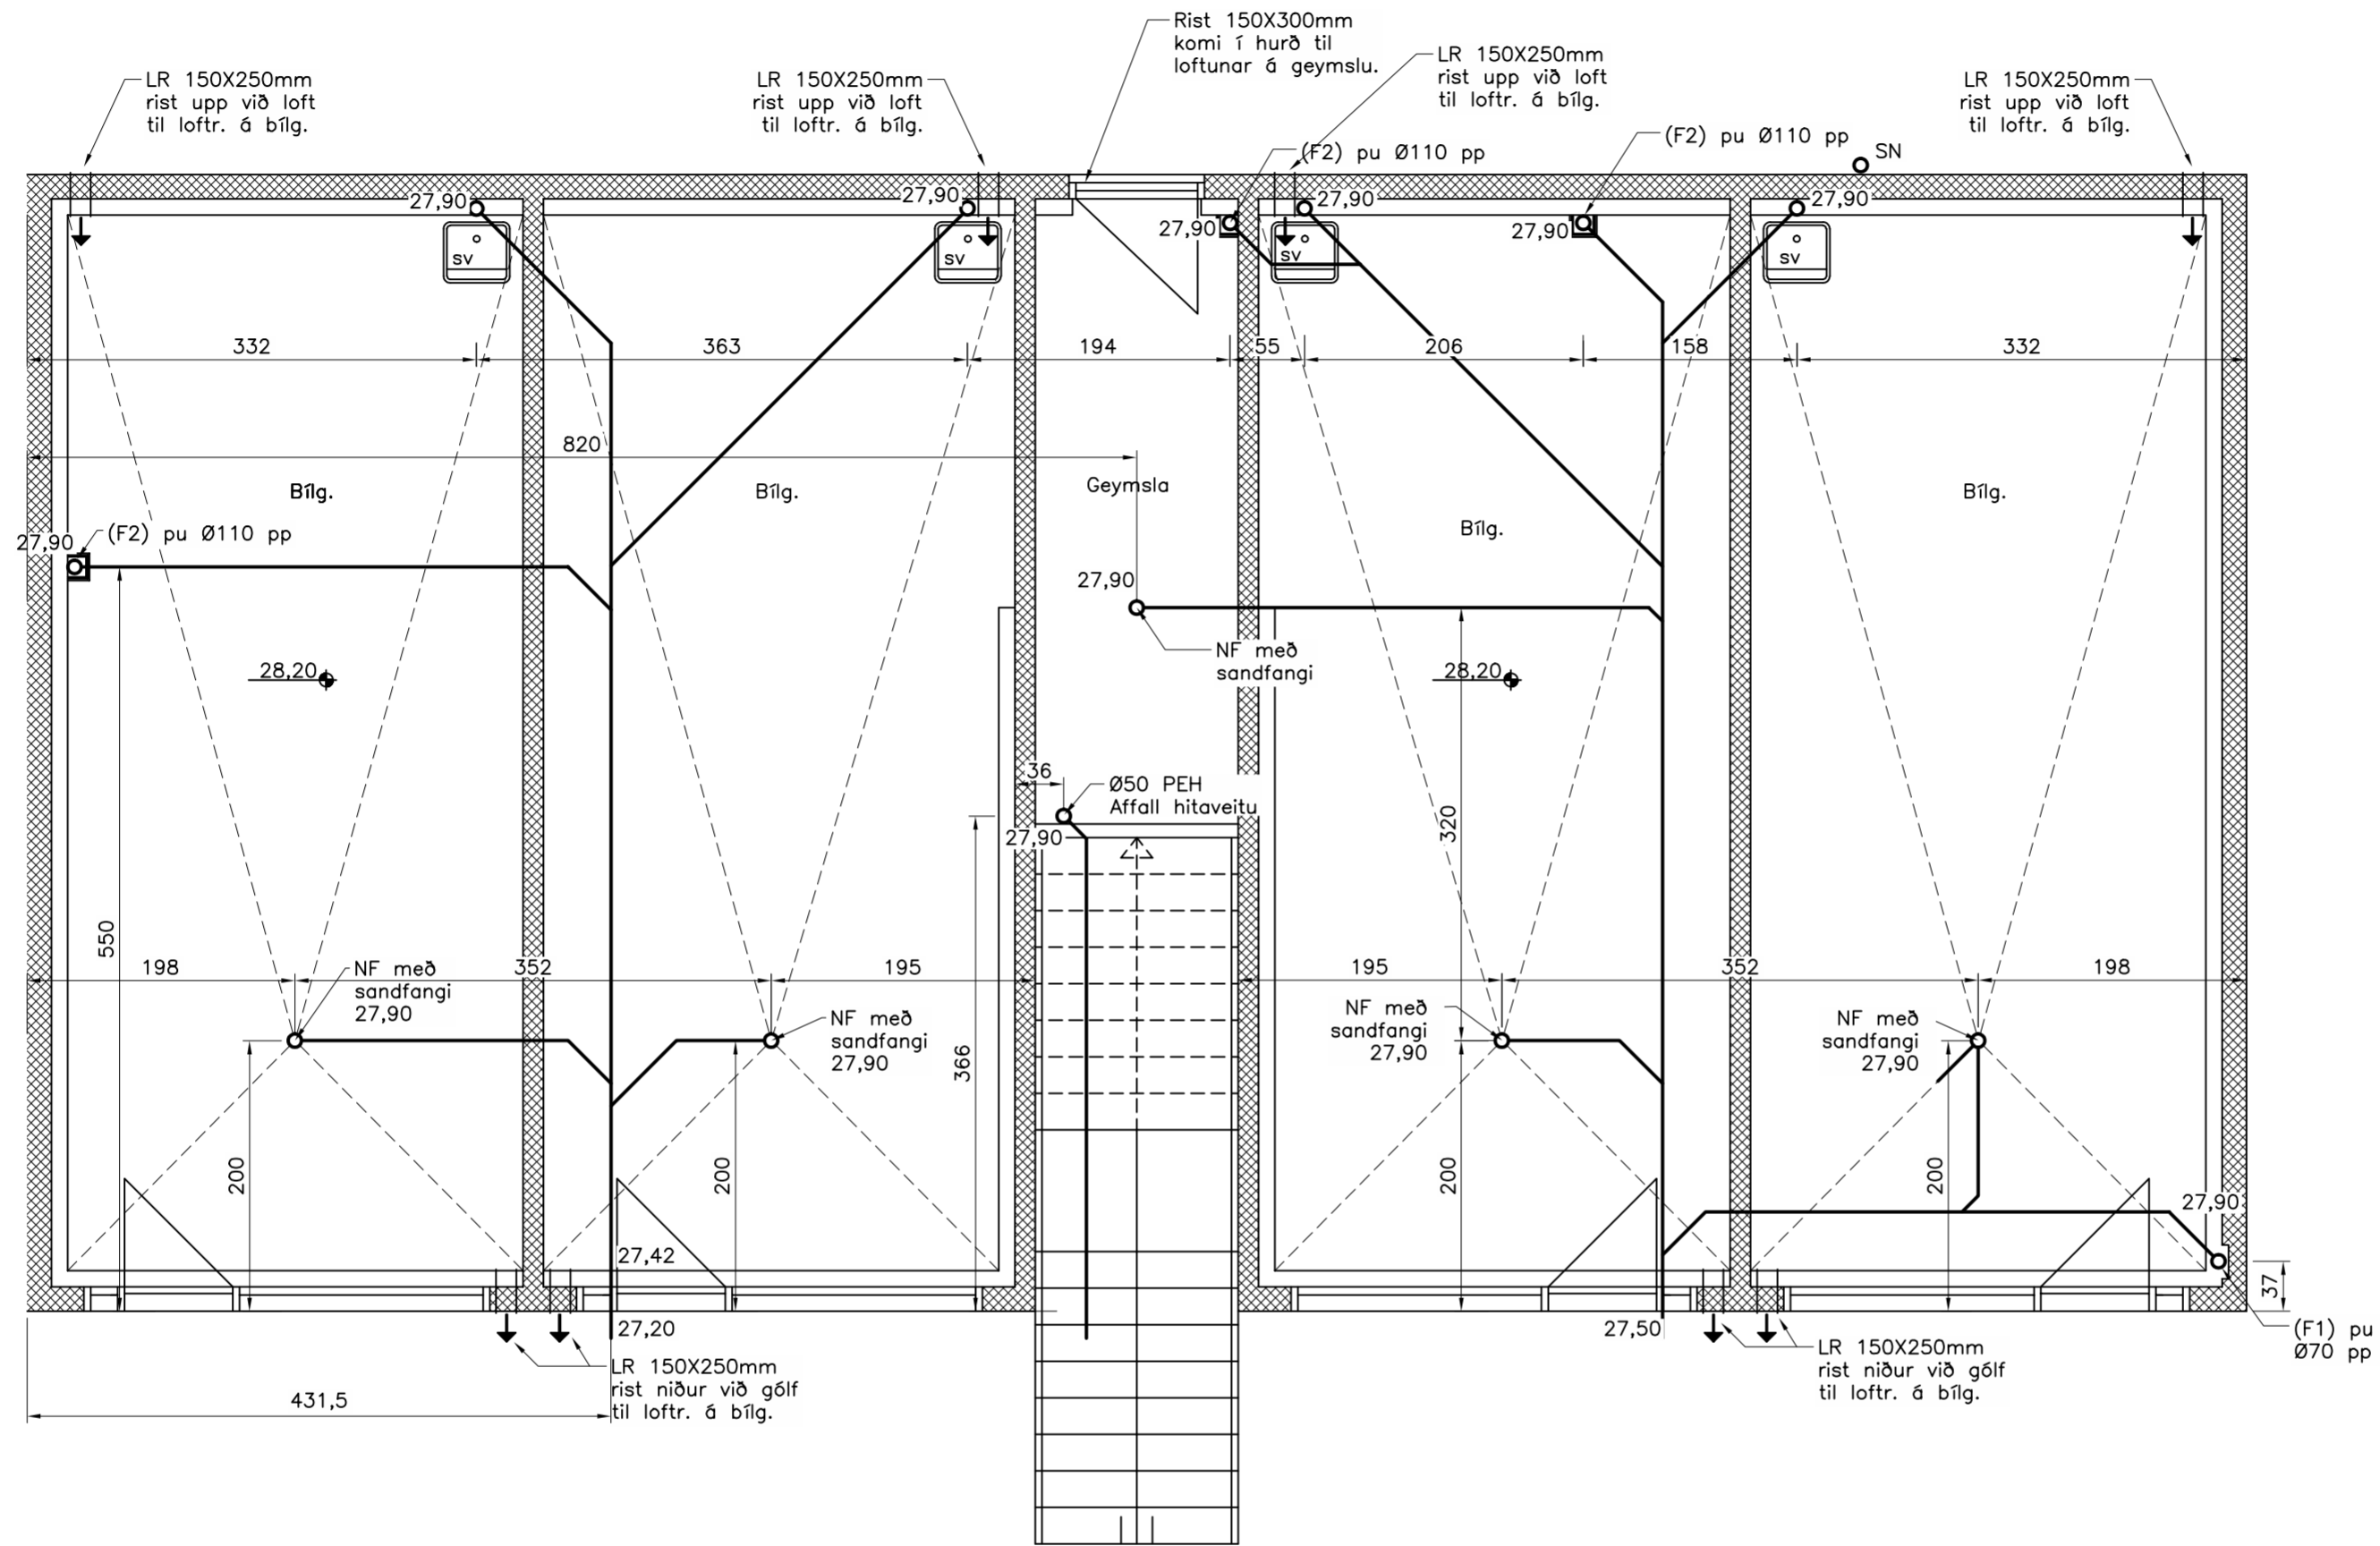 Rist 150X300mm
komi í hurð til
loftunar á geymslu.
LR 150X250mm
rist upp við loft
til loftr. á bílg.
LR 150X250mm
rist upp við loft
til loftr. á bílg.
LR 150X250mm
rist upp við loft
til loftr. á bílg.
LR 150X250mm
rist upp við loft
til loftr. á bílg.
(F2) pu Ø110 pp
(F2) pu Ø110 pp
SN
27,90
27,90
27,90
27,90
27,90
27,90
sv
sv
sv
sv
332
363
194
55
206
158
332
820
Bílg.
Bílg.
Geymsla
Bílg.
Bílg.
27,90
(F2) pu Ø110 pp
27,90
NF með
sandfangi
28,20
28,20
36
Ø50 PEH
Affall hitaveitu
27,90
320
550
198
352
195
195
352
198
NF með
sandfangi
27,90
NF með
sandfangi
27,90
366
NF með
sandfangi
27,90
NF með
sandfangi
27,90
200
200
200
200
27,90
27,42
37
27,20
27,50
(F1) pu
Ø70 pp
LR 150X250mm
rist niður við gólf
til loftr. á bílg.
LR 150X250mm
rist niður við gólf
til loftr. á bílg.
431,5